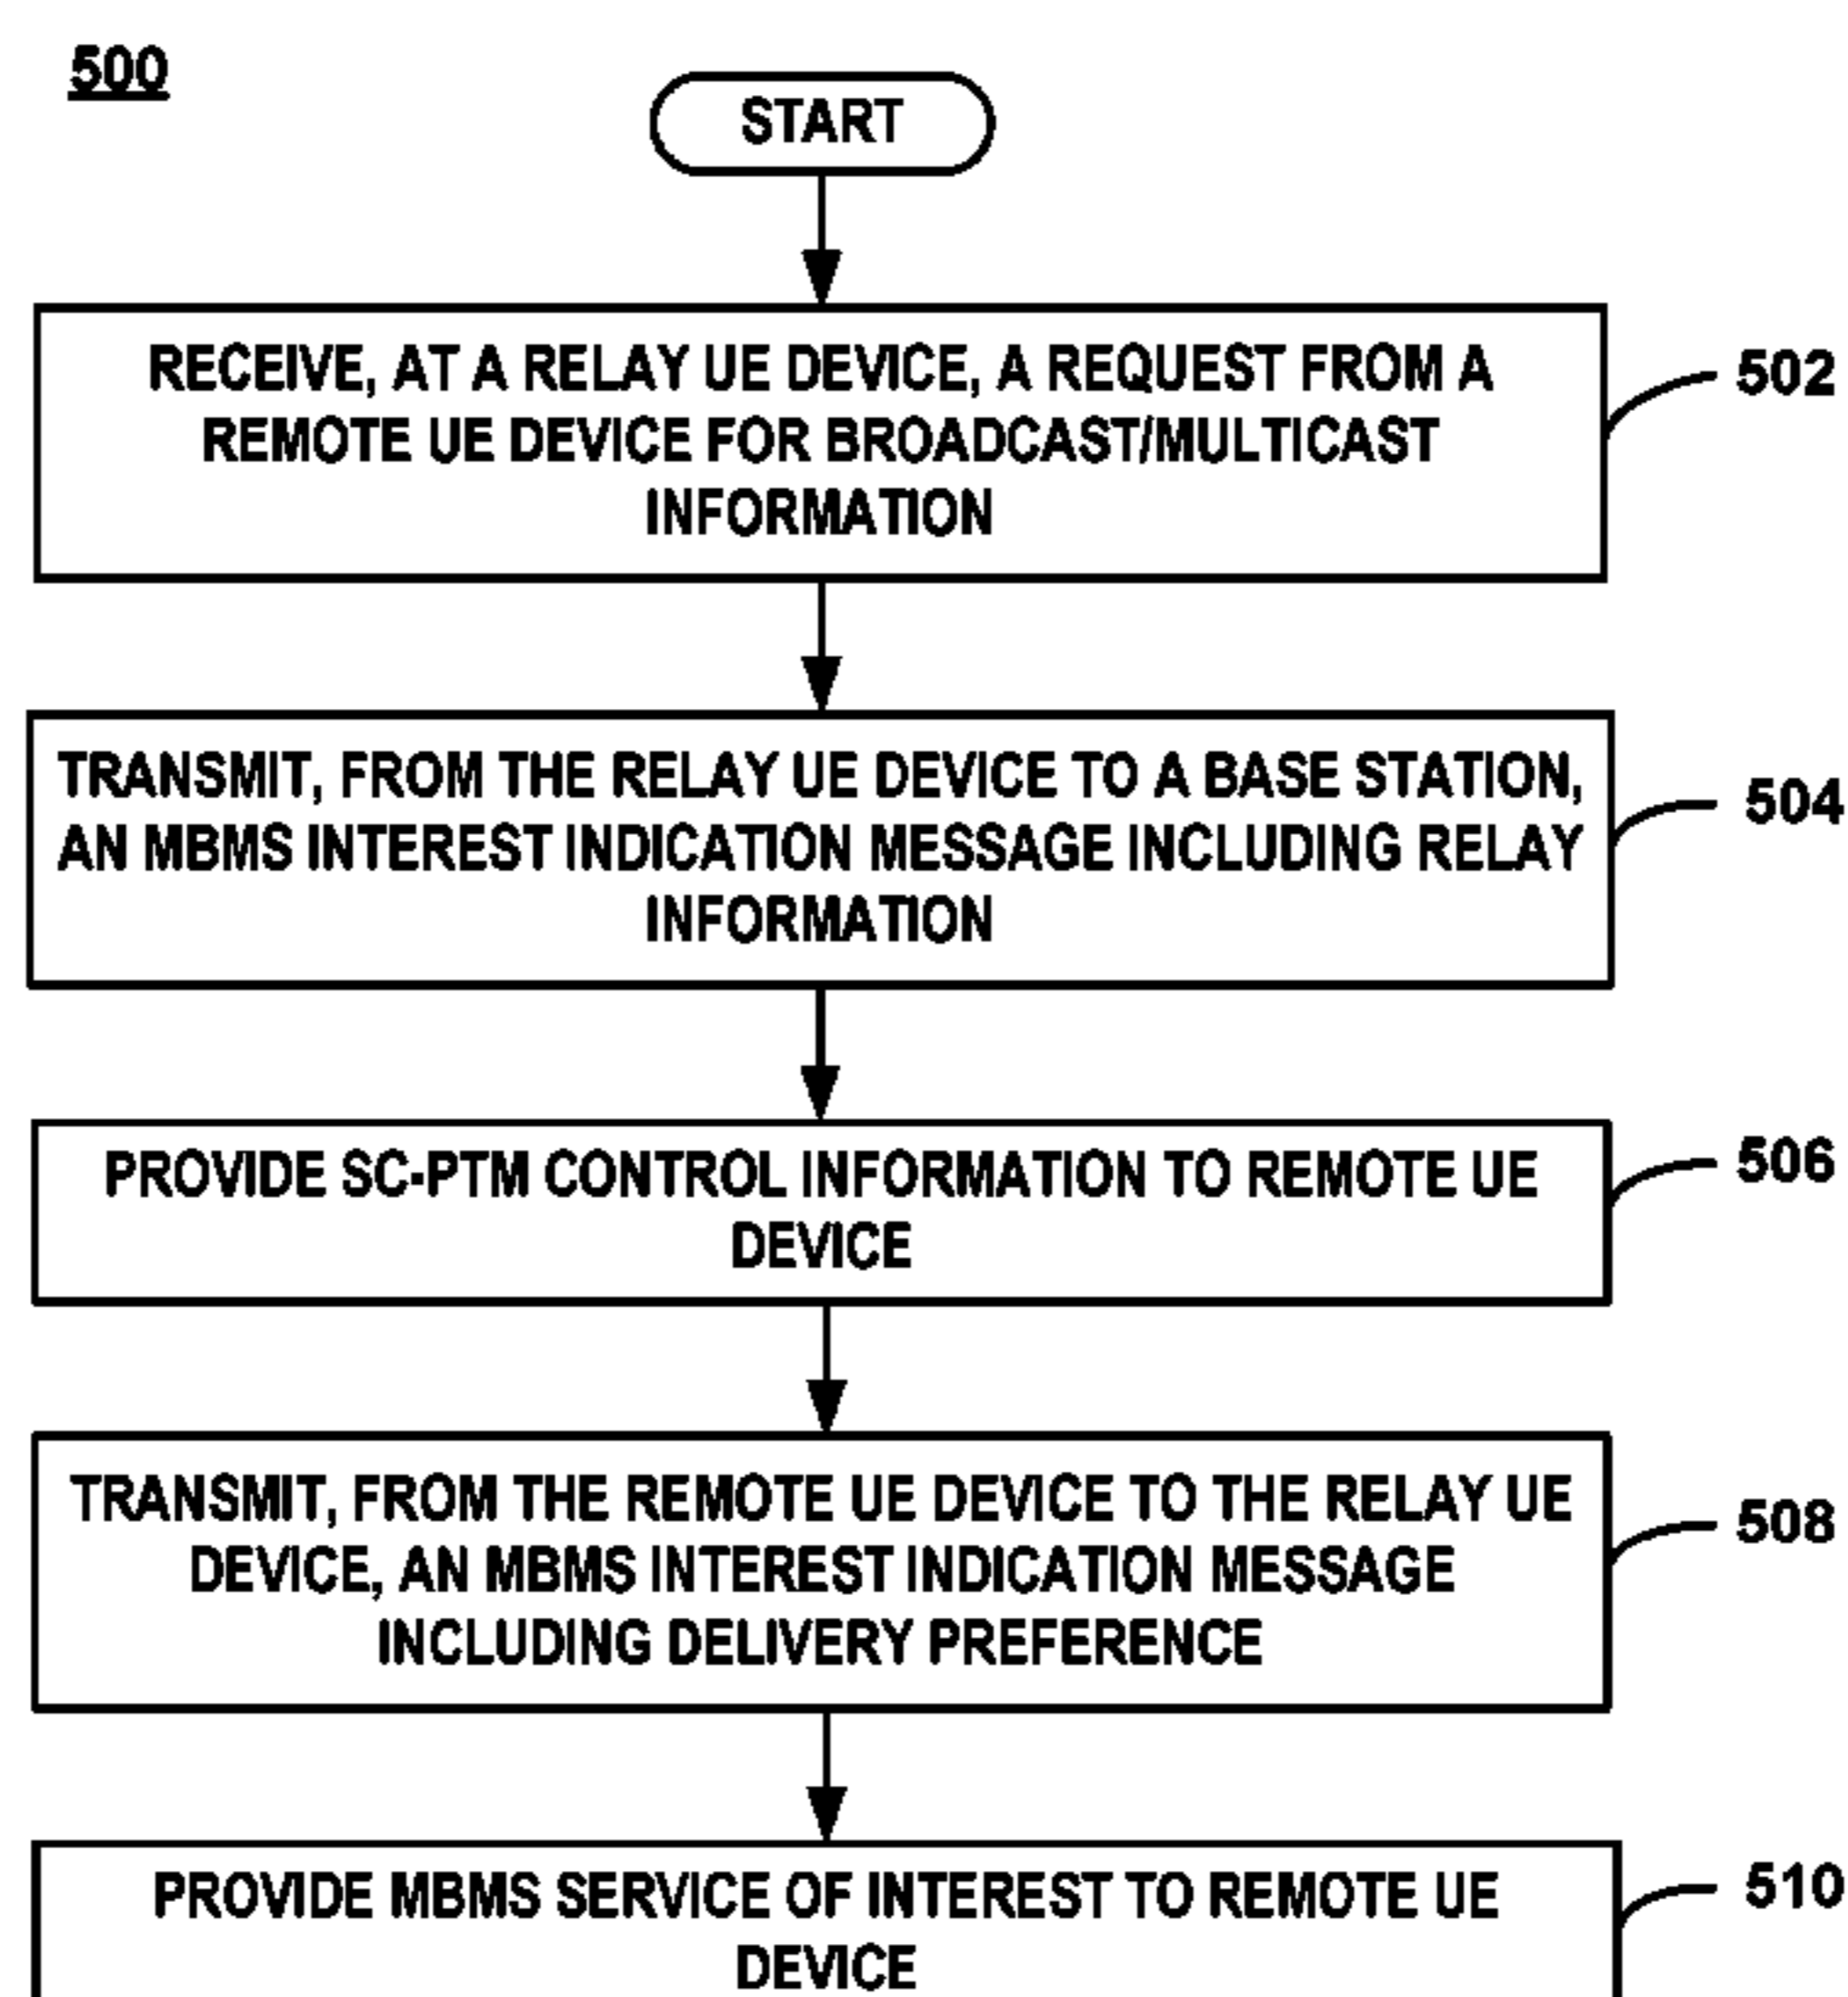 500
START
RECEIVE, AT A RELAY UE DEVICE, A REQUEST FROM A
REMOTE UE DEVICE FOR BROADCAST/MULTICAST
INFORMATION
502
TRANSMIT, FROM THE RELAY UE DEVICE TO A BASE STATION,
AN MBMS INTEREST INDICATION MESSAGE INCLUDING RELAY
INFORMATION
504
PROVIDE SC-PTM CONTROL INFORMATION TO REMOTE UE
DEVICE
506
TRANSMIT, FROM THE REMOTE UE DEVICE TO THE RELAY UE
DEVICE, AN MBMS INTEREST INDICATION MESSAGE
INCLUDING DELIVERY PREFERENCE
508
PROVIDE MBMS SERVICE OF INTEREST TO REMOTE UE
DEVICE
510